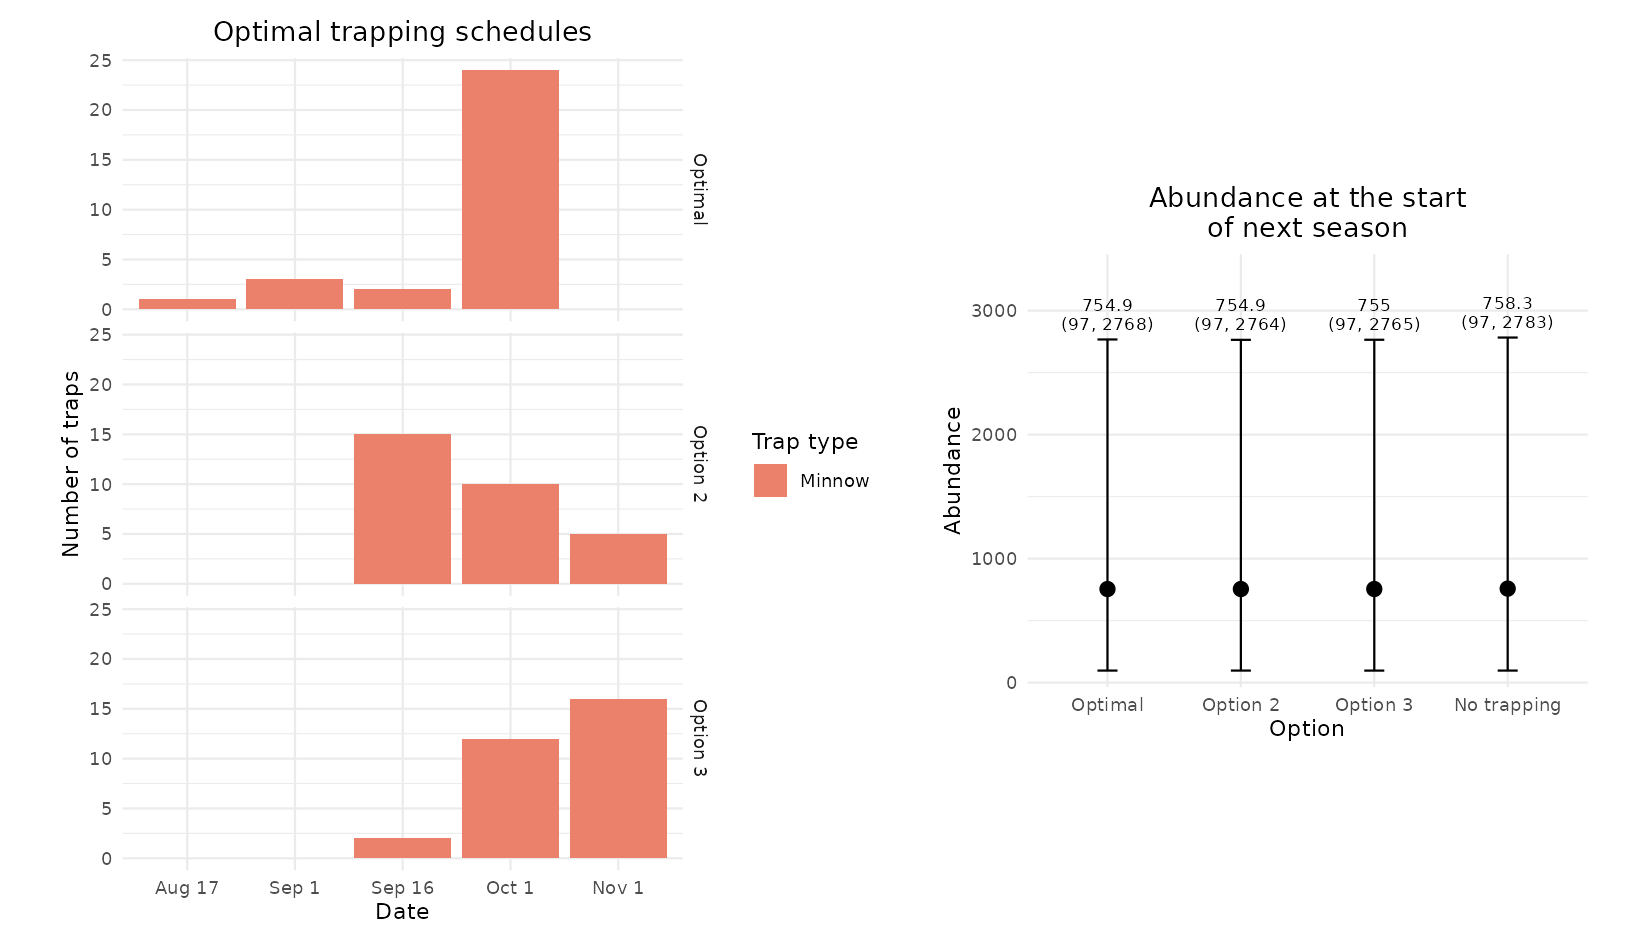 Optimal trapping schedules
25
20
15
10
5
0
Optimal
25
20
15
10
5
0
Option 2
25
20
15
10
5
0
Option 3
Number of traps
Aug 17 Sep 1 Sep 16 Oct 1 Nov 1
Date
Trap type
Minnow
Abundance at the start
of next season
754.9 754.9 755 758.3
(97, 2768) (97, 2764) (97, 2765) (97, 2783)
3000
2000
1000
0
Abundance
Optimal Option 2 Option 3 No trapping
Option